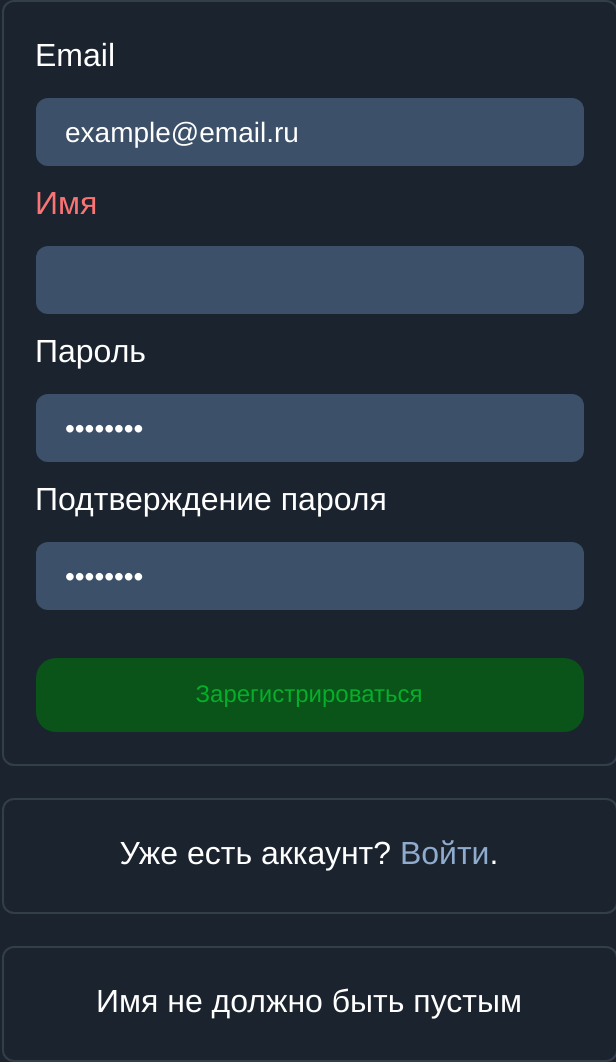 Email
example@email.ru
Имя
Пароль
••••••••
Подтверждение пароля
••••••••
Зарегистрироваться
Уже есть аккаунт? Войти.
Имя не должно быть пустым